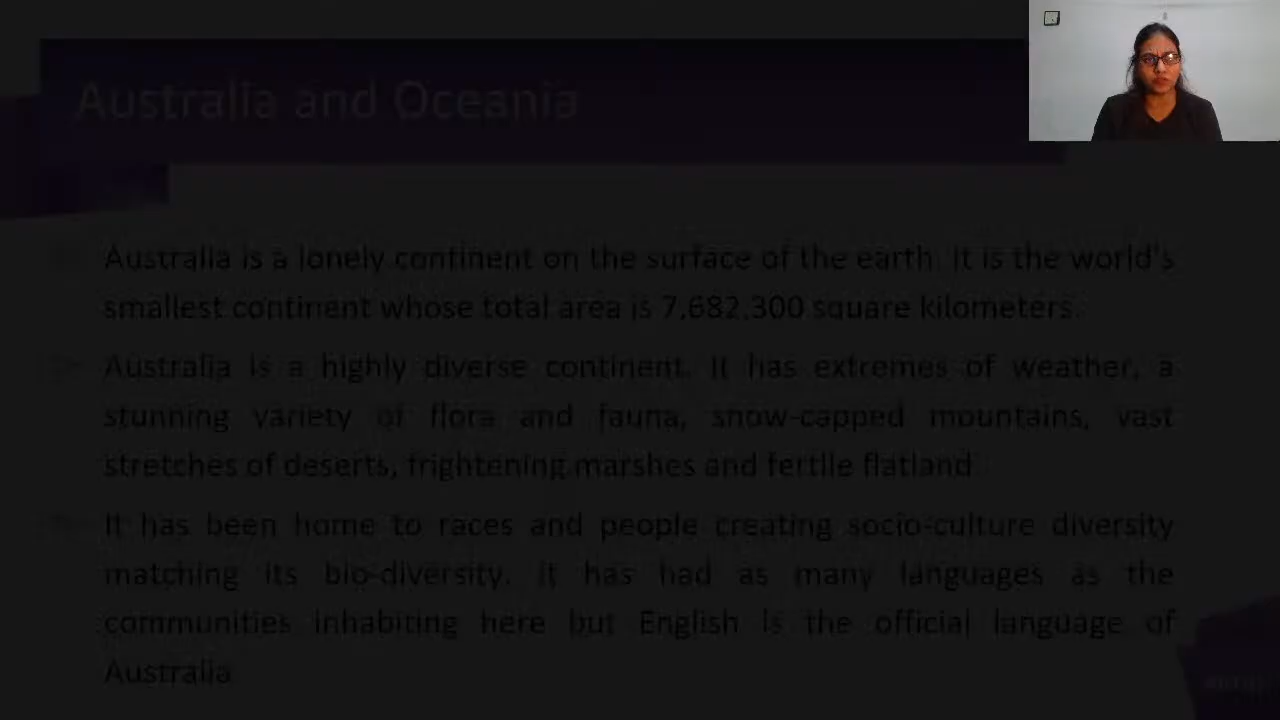 Australia and Oceania
Australia is a lonely continent on the surface of the earth. It is the world's
smallest continent whose total area is 7,682,300 square kilometers.
Australia is a highly diverse continent. It has extremes of weather, a
stunning variety of flora and fauna, snow-capped mountains, vast
stretches of deserts, frightening marshes and fertile flatland
It has been home to races and people creating socio-culture diversity
matching its bio-diversity. It has had as many languages as the
communities inhabiting here but English is the official language of
Australia